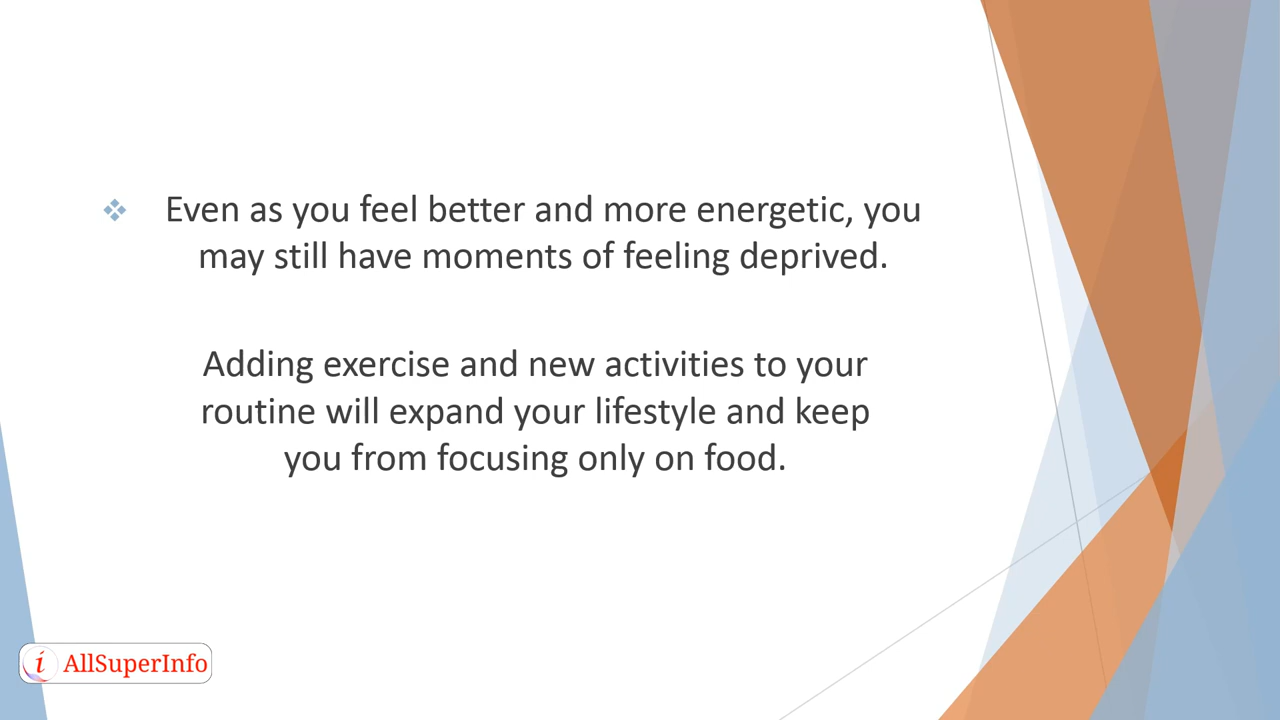 Even as you feel better and more energetic, you
may still have moments of feeling deprived.
Adding exercise and new activities to your
routine will expand your lifestyle and keep
you from focusing only on food.
i AllSuperInfo